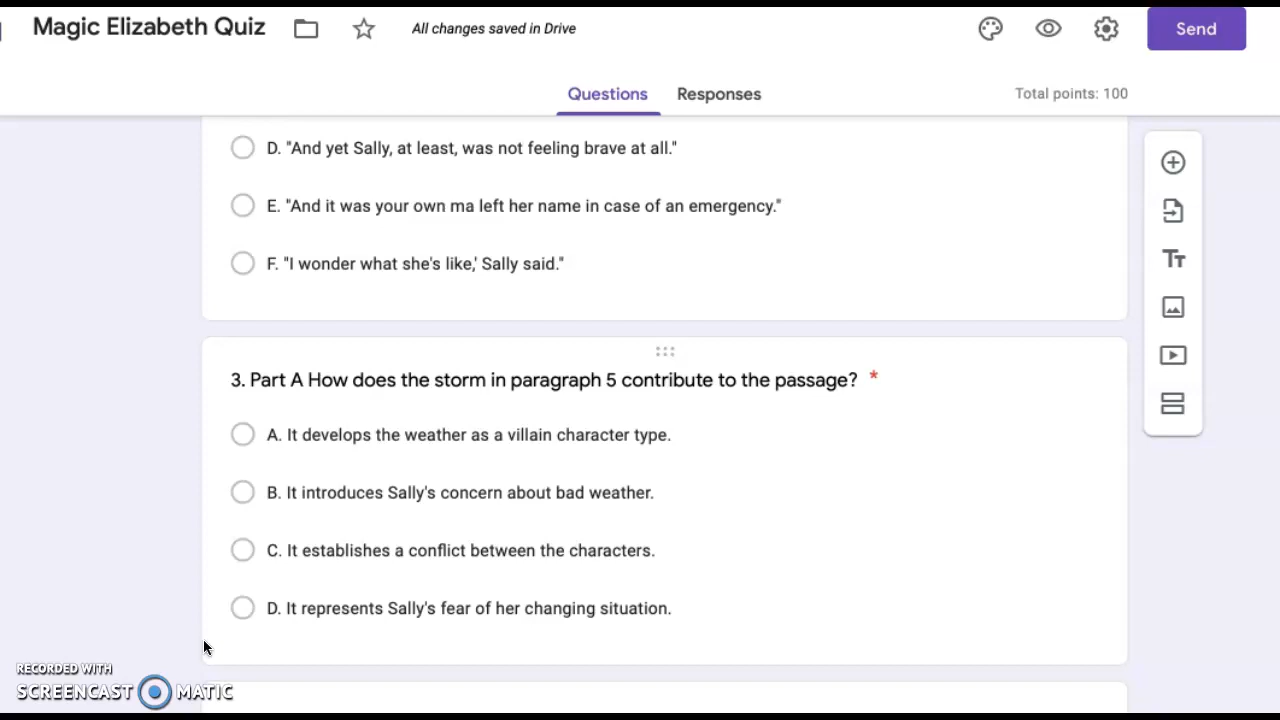 Magic Elizabeth Quiz
All changes saved in Drive
Send
Questions
Responses
Total points: 100
D. "And yet Sally, at least, was not feeling brave at all."
E. "And it was your own ma left her name in case of an emergency."
F. "I wonder what she's like,' Sally said."
3. Part A How does the storm in paragraph 5 contribute to the passage? *
A. It develops the weather as a villain character type.
B. It introduces Sally's concern about bad weather.
C. It establishes a conflict between the characters.
D. It represents Sally's fear of her changing situation.
RECORDED WITH
SCREENCAST MATIC